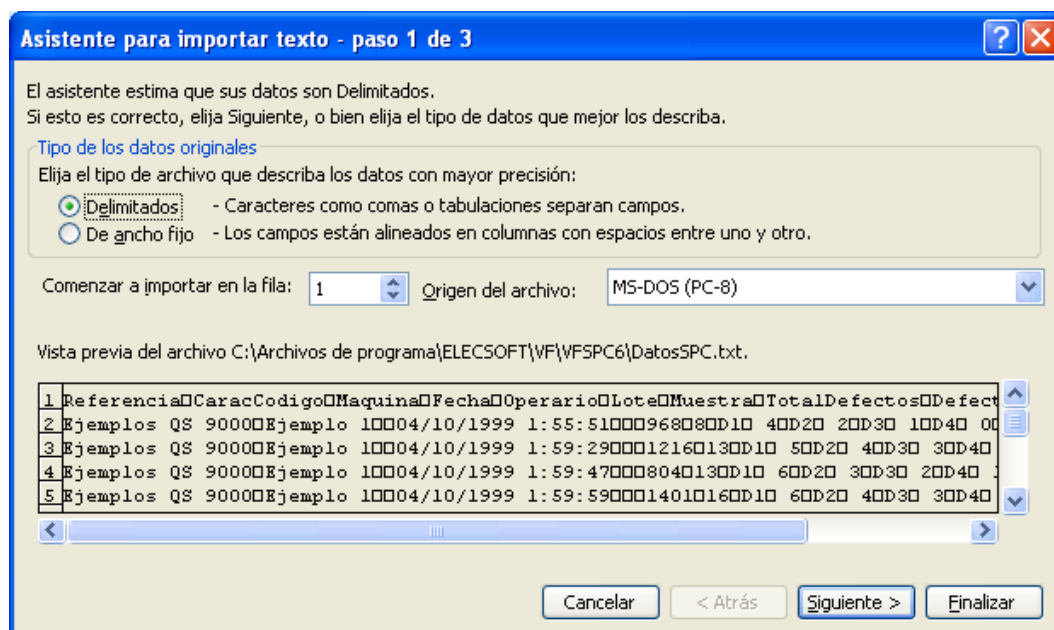 Asistente para importar texto - paso 1 de 3
El asistente estima que sus datos son Delimitados.
Si esto es correcto, elija Siguiente, o bien elija el tipo de datos que mejor los describa.
Tipo de los datos originales
Elija el tipo de archivo que describa los datos con mayor precisión:
Delimitados - Caracteres como comas o tabulaciones separan campos.
De ancho fijo - Los campos están alineados en columnas con espacios entre uno y otro.
Comenzar a importar en la fila: 1 Origen del archivo: MS-DOS (PC-8)
Vista previa del archivo C:\Archivos de programa\ELECSOFT\VF\VFSPC6\DatosSPC.txt.
1 Referencia□CaracCodigo□Maquina□Fecha□Operario□Lote□Muestra□TotalDefectos□Defect
2 Ejemplos QS 9000□Ejemplo 1□□04/10/1999 1:55:51□□□968□8□D1□ 4□D2□ 2□D3□ 1□D4□ 0□
3 Ejemplos QS 9000□Ejemplo 1□□04/10/1999 1:59:29□□□1216□13□D1□ 5□D2□ 4□D3□ 3□D4□
4 Ejemplos QS 9000□Ejemplo 1□□04/10/1999 1:59:47□□□804□13□D1□ 6□D2□ 3□D3□ 2□D4□
5 Ejemplos QS 9000□Ejemplo 1□□04/10/1999 1:59:59□□□1401□16□D1□ 6□D2□ 4□D3□ 3□D4□
Cancelar < Atrás Siguiente > Finalizar